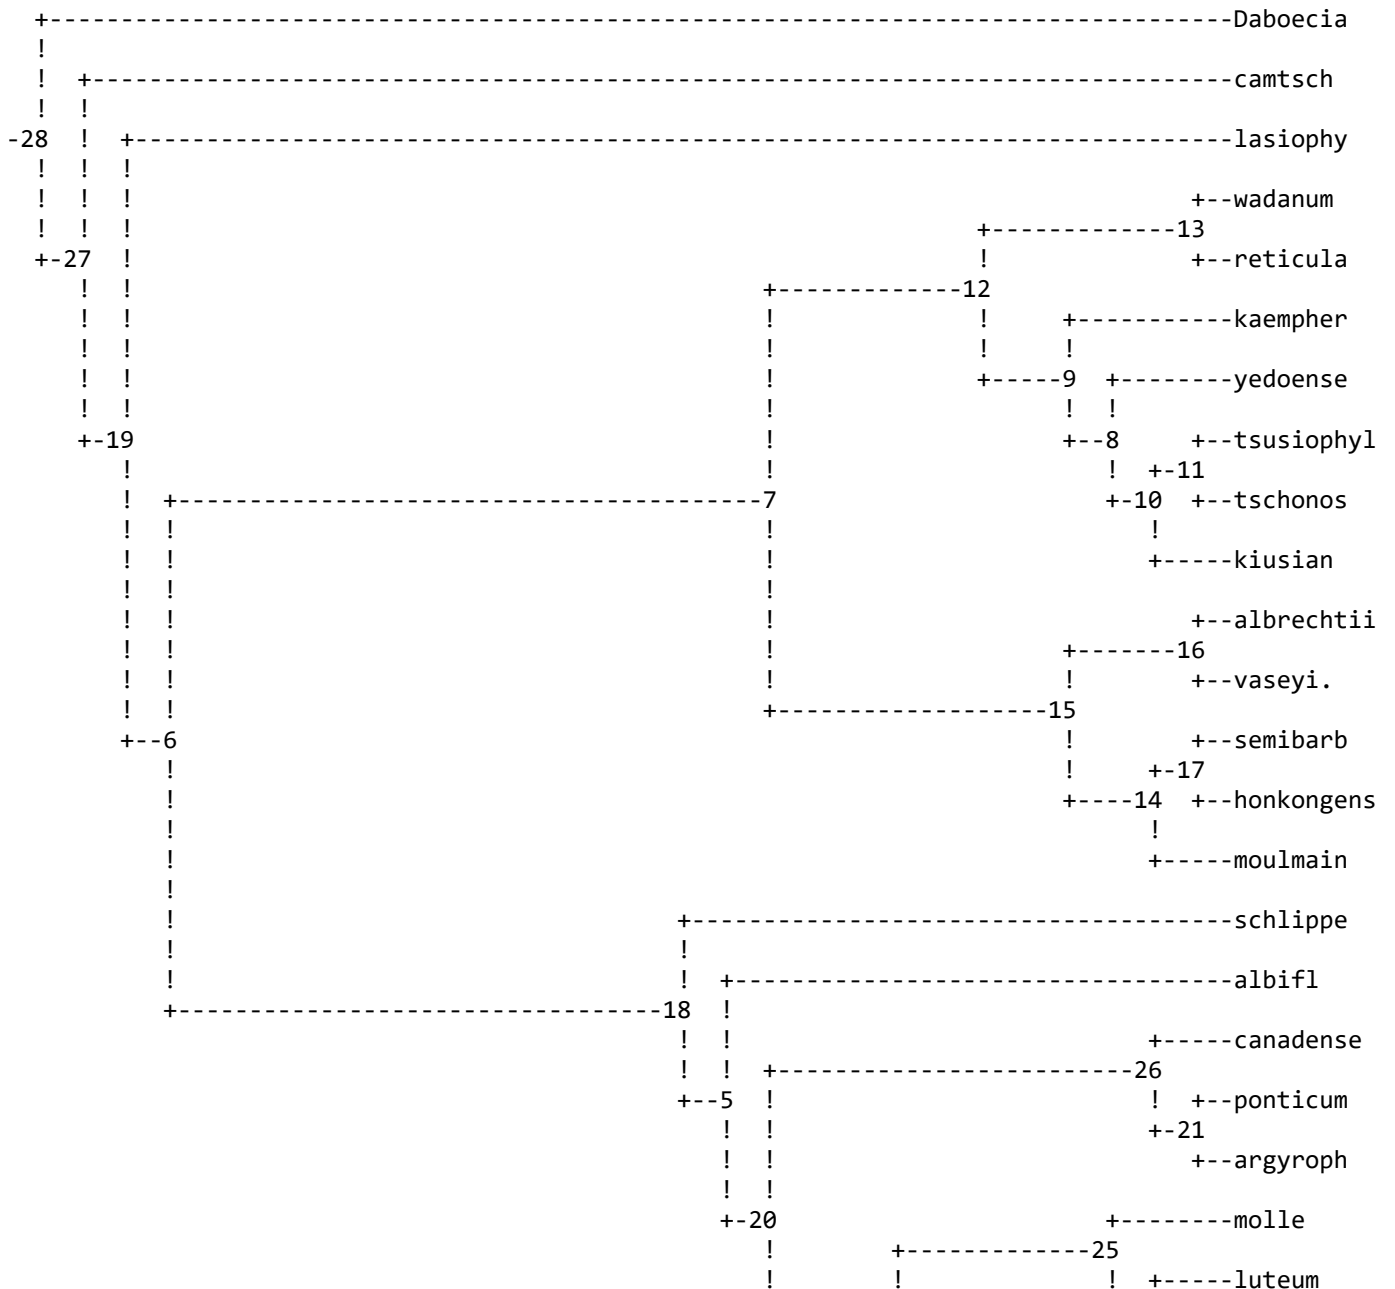 +-------------------------------------------------------------------------------Daboecia
!
! +----------------------------------------------------------------------------camtsch
! !
-28 ! +-------------------------------------------------------------------------lasiophy
! ! !
! ! ! +--wadanum
! ! ! +-------------13
+-27 ! ! +--reticula
! ! +-------------12
! ! ! ! +-----------kaempher
! ! ! ! !
! ! ! +-----9 +--------yedoense
! ! ! ! !
+-19 ! +--8 +--tsusiophyl
! ! ! +-11
! +---------------------------------------7 +-10 +--tschonos
! ! ! !
! ! ! +-----kiusian
! ! !
! ! ! +--albrechtii
! ! ! +-------16
! ! ! ! +--vaseyi.
! ! +-------------------15
+--6 ! +--semibarb
! ! +-17
! +----14 +--honkongens
! !
! +-----moulmain
!
! +------------------------------------schlippe
! !
! ! +----------------------------------albifl
+---------------------------------18 !
! ! +-----canadense
! ! +------------------------26
+--5 ! ! +--ponticum
! ! +-21
! ! +--argyroph
! !
+-20 +--------molle
! +-------------25
! ! ! +-----luteum